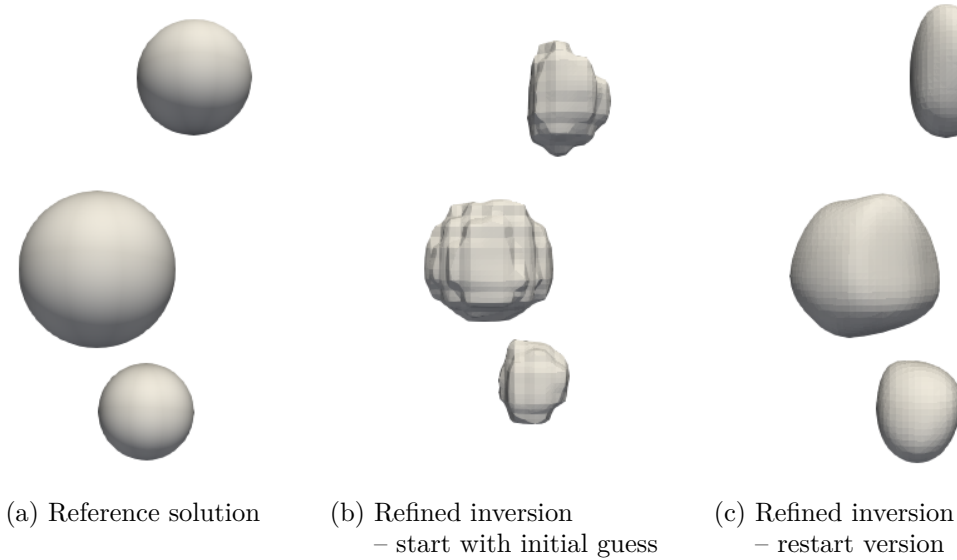 (a) Reference solution
(b) Refined inversion
– start with initial guess
(c) Refined inversion
– restart version